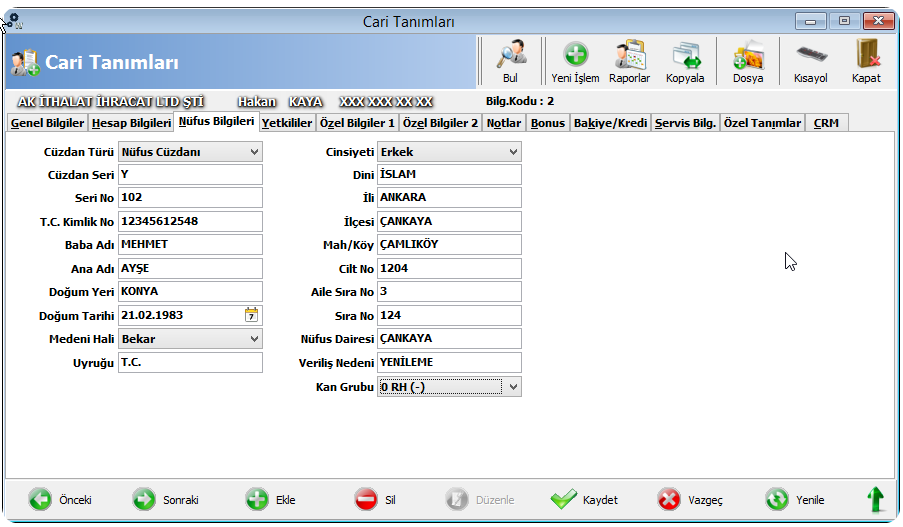 Cari Tanımları
Cari Tanımları
Bul Yeni İşlem Raporlar Kopyala Dosya Kısayol Kapat
AK İTHALAT İHRACAT LTD ŞTİ Hakan KAYA XXX XXX XX XX Bilg.Kodu : 2
Genel Bilgiler Hesap Bilgileri Nüfus Bilgileri Yetkililer Özel Bilgiler 1 Özel Bilgiler 2 Notlar Bonus Bakiye/Kredi Servis Bilg. Özel Tanımlar CRM
Cüzdan Türü Nüfus Cüzdanı Cinsiyeti Erkek
Cüzdan Seri Y Dini İSLAM
Seri No 102 İli ANKARA
T.C. Kimlik No 12345612548 İlçesi ÇANKAYA
Baba Adı MEHMET Mah/Köy ÇAMLIKÖY
Ana Adı AYŞE Cilt No 1204
Doğum Yeri KONYA Aile Sıra No 3
Doğum Tarihi 21.02.1983 7 Sıra No 124
Medeni Hali Bekar Nüfus Dairesi ÇANKAYA
Uyruğu T.C. Veriliş Nedeni YENİLEME
Kan Grubu 0 RH (-)
Önceki Sonraki Ekle Sil Düzenle Kaydet Vazgeç Yenile